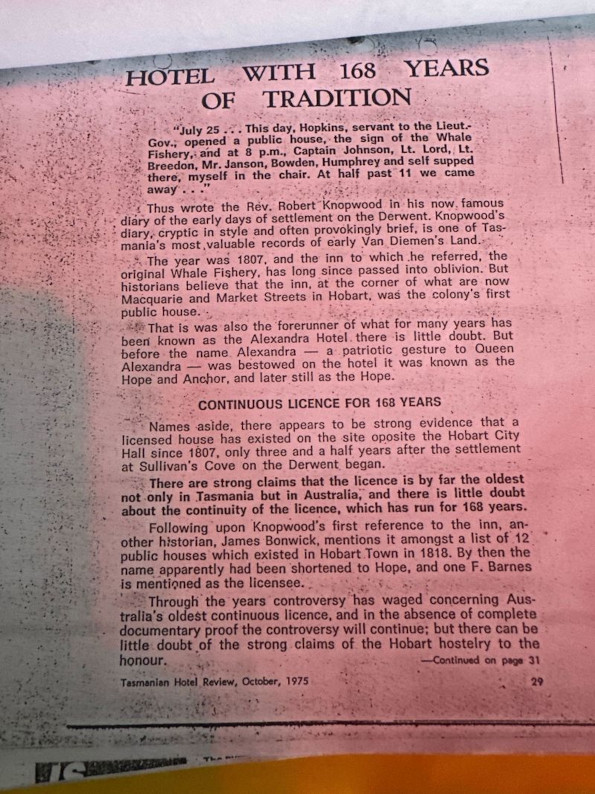 HOTEL WITH 168 YEARS
OF TRADITION
"July 25 . . . This day, Hopkins, servant to the Lieut.-
Gov., opened a public house, the sign of the Whale
Fishery, and at 8 p.m., Captain Johnson, Lt. Lord, Lt.
Breedon, Mr. Janson, Bowden, Humphrey and self supped
there, myself in the chair. At half past 11 we came
away . . ."
Thus wrote the Rev. Robert Knopwood in his now famous
diary of the early days of settlement on the Derwent. Knopwood's
diary, cryptic in style and often provokingly brief, is one of Tas-
mania's most valuable records of early Van Diemen's Land.
The year was 1807, and the inn to which he referred, the
original Whale Fishery, has long since passed into oblivion. But
historians believe that the inn, at the corner of what are now
Macquarie and Market Streets in Hobart, was the colony's first
public house.
That is was also the forerunner of what for many years has
been known as the Alexandra Hotel there is little doubt. But
before the name Alexandra — a patriotic gesture to Queen
Alexandra — was bestowed on the hotel it was known as the
Hope and Anchor, and later still as the Hope.
CONTINUOUS LICENCE FOR 168 YEARS
Names aside, there appears to be strong evidence that a
licensed house has existed on the site oposite the Hobart City
Hall since 1807, only three and a half years after the settlement
at Sullivan's Cove on the Derwent began.
There are strong claims that the licence is by far the oldest
not only in Tasmania but in Australia, and there is little doubt
about the continuity of the licence, which has run for 168 years.
Following upon Knopwood's first reference to the inn, an-
other historian, James Bonwick, mentions it amongst a list of 12
public houses which existed in Hobart Town in 1818. By then the
name apparently had been shortened to Hope, and one F. Barnes
is mentioned as the licensee.
Through the years controversy has waged concerning Aus-
tralia's oldest continuous licence, and in the absence of complete
documentary proof the controversy will continue; but there can be
little doubt of the strong claims of the Hobart hostelry to the
honour.
—Continued on page 31
Tasmanian Hotel Review, October, 1975
29